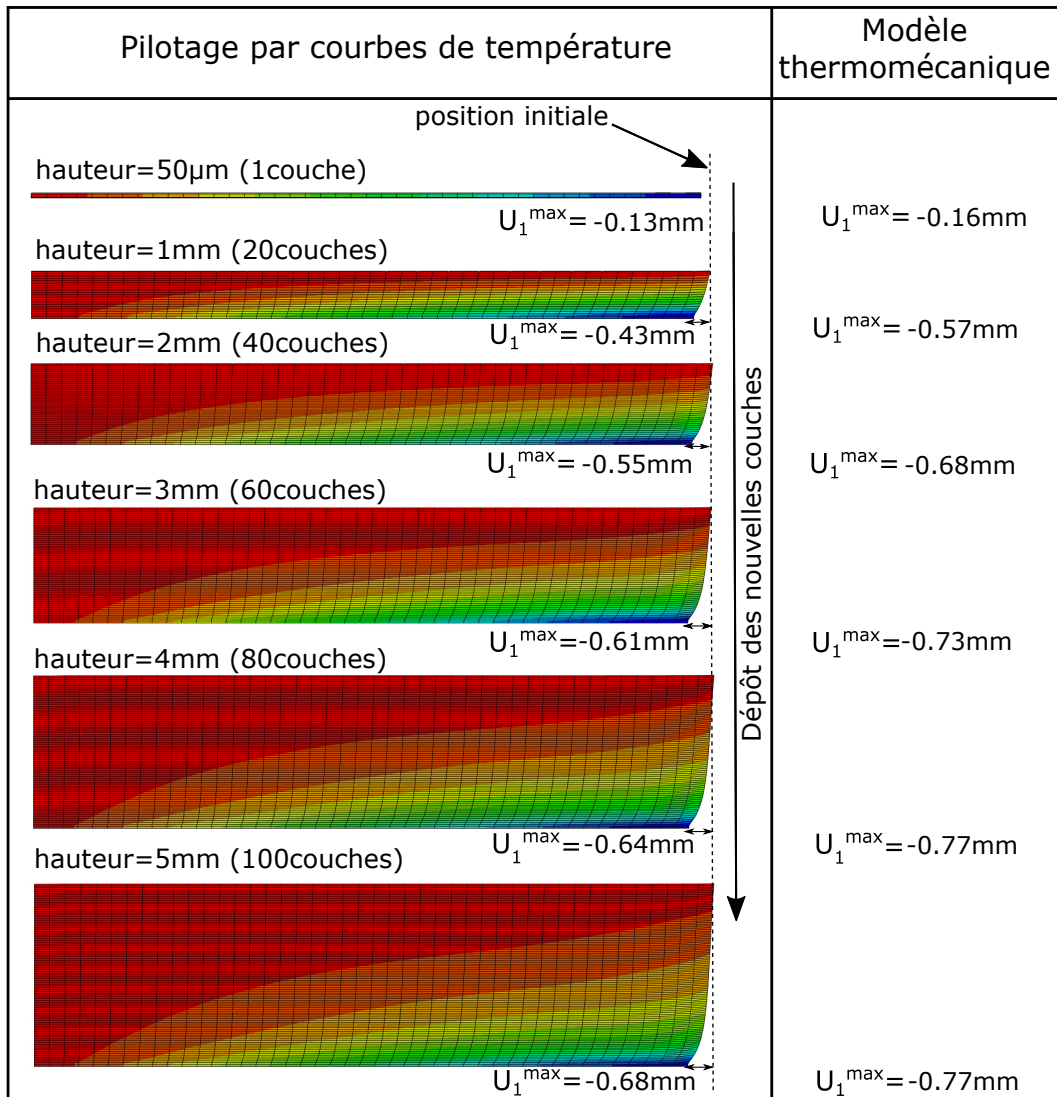 Pilotage par courbes de température
Modèle
thermomécanique
position initiale
hauteur=50µm (1couche)
U₁ᵐᵃˣ= -0.13mm
U₁ᵐᵃˣ= -0.16mm
hauteur=1mm (20couches)
U₁ᵐᵃˣ= -0.43mm
U₁ᵐᵃˣ= -0.57mm
hauteur=2mm (40couches)
U₁ᵐᵃˣ= -0.55mm
U₁ᵐᵃˣ= -0.68mm
hauteur=3mm (60couches)
U₁ᵐᵃˣ= -0.61mm
U₁ᵐᵃˣ= -0.73mm
hauteur=4mm (80couches)
U₁ᵐᵃˣ= -0.64mm
U₁ᵐᵃˣ= -0.77mm
hauteur=5mm (100couches)
U₁ᵐᵃˣ= -0.68mm
U₁ᵐᵃˣ= -0.77mm
Dépôt des nouvelles couches